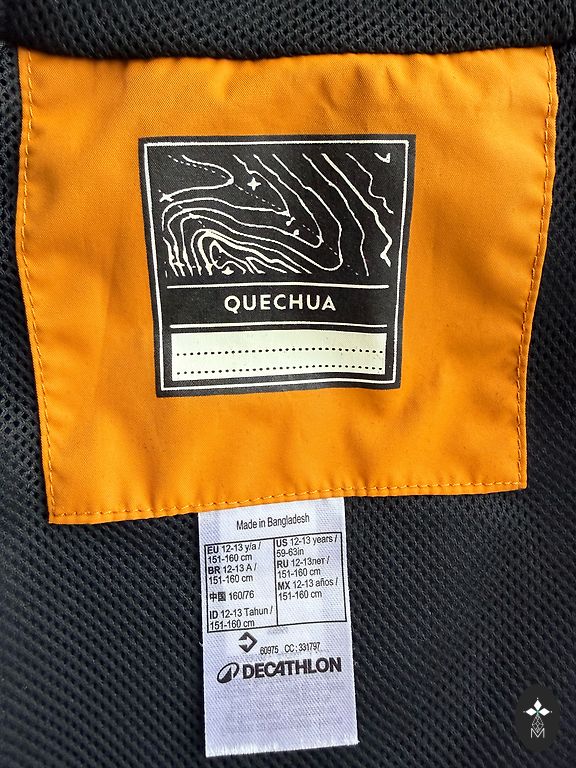 QUECHUA
Made in Bangladesh
EU 12-13 y/a /
151-160 cm
BR 12-13 A /
151-160 cm
中国 160/76
ID 12-13 Tahun /
151-160 cm
US 12-13 years /
59-63in
RU 12-13лет /
151-160 cm
MX 12-13 años /
151-160 cm
60975 CC : 331797
DECATHLON